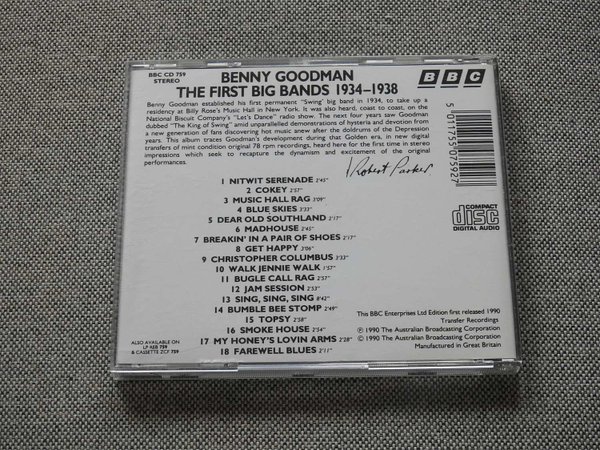 BBC CD 759
STEREO
BENNY GOODMAN
THE FIRST BIG BANDS 1934–1938
BBC
Benny Goodman established his first permanent "Swing' big band in 1934, to take up a
residency at Billy Rose's Music Hall in New York. It was also heard, coast to coast, on the
National Biscuit Company's "Let's Dance" radio show. The next four years saw Goodman
dubbed "The King of Swing" amid unparallelled demonstrations of hysteria and devotion from
a new generation of fans discovering hot music anew after the doldrums of the Depression
years. This album traces Goodman's development during that Golden era, in new digital
transfers of mint condition original 78 rpm recordings, heard here for the first time in stereo
impressions which seek to recapture the dynamism and excitement of the original
performances.
Robert Parker
5 011755 075927
1 NITWIT SERENADE 2'45"
2 COKEY 2'57"
3 MUSIC HALL RAG 3'09"
4 BLUE SKIES 3'33"
5 DEAR OLD SOUTHLAND 2'17"
6 MADHOUSE 2'45"
7 BREAKIN' IN A PAIR OF SHOES 2'17"
8 GET HAPPY 3'06"
9 CHRISTOPHER COLUMBUS 3'33"
10 WALK JENNIE WALK 1'57"
11 BUGLE CALL RAG 2'57"
12 JAM SESSION 2'53"
13 SING, SING, SING 8'42"
14 BUMBLE BEE STOMP 2'49"
15 TOPSY 2'58"
16 SMOKE HOUSE 2'54"
17 MY HONEY'S LOVIN ARMS 2'28"
18 FAREWELL BLUES 2'11"
COMPACT
disc
DIGITAL AUDIO
This BBC Enterprises Ltd Edition first released 1990
Transfer Recordings
℗ 1990 The Australian Broadcasting Corporation
© 1990 The Australian Broadcasting Corporation
Manufactured in Great Britain
ALSO AVAILABLE ON
LP REB 759
& CASSETTE ZCF 759